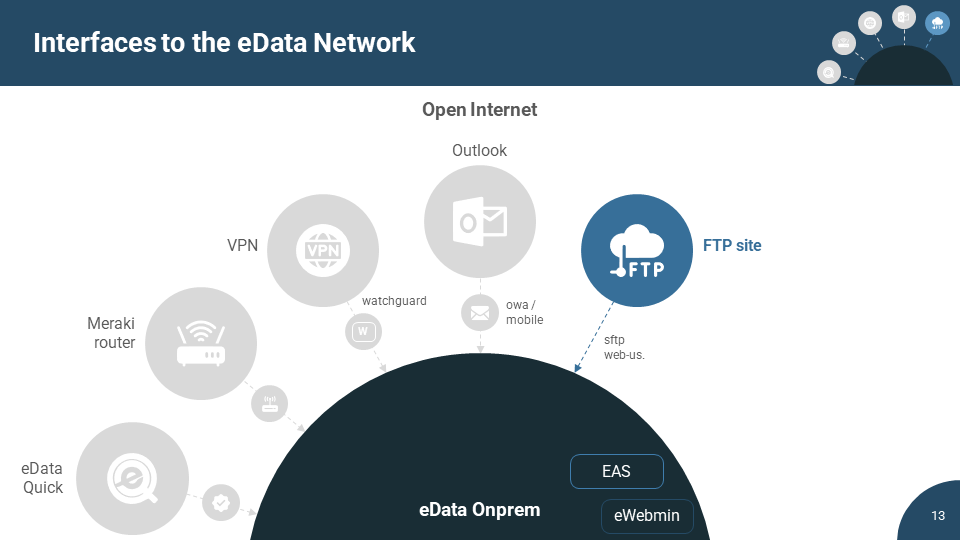 Interfaces to the eData Network
Open Internet
Outlook
VPN
VPN
FTP
FTP site
watchguard
W
owa /
mobile
sftp
web-us.
Meraki
router
eData
Quick
EAS
eData Onprem
eWebmin
13